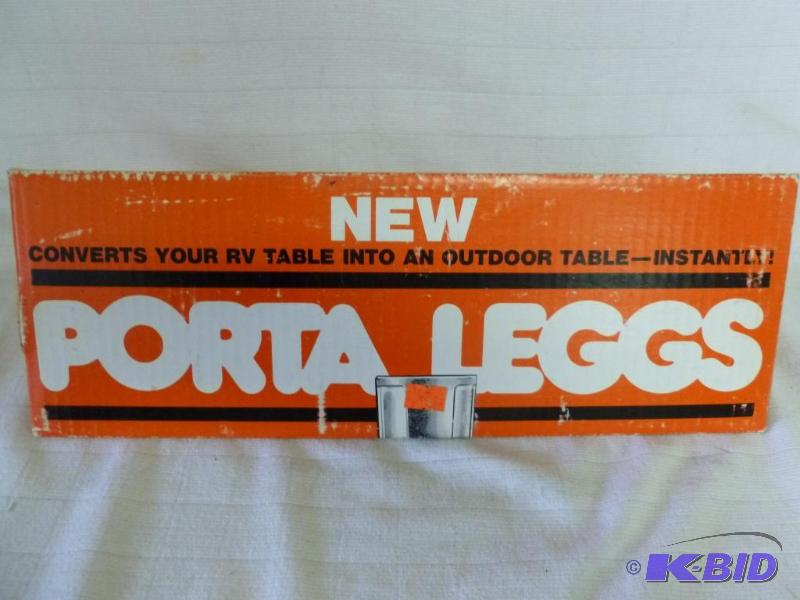 NEW
CONVERTS YOUR RV TABLE INTO AN OUTDOOR TABLE—INSTANTLY!
PORTA LEGGS
© K-BID